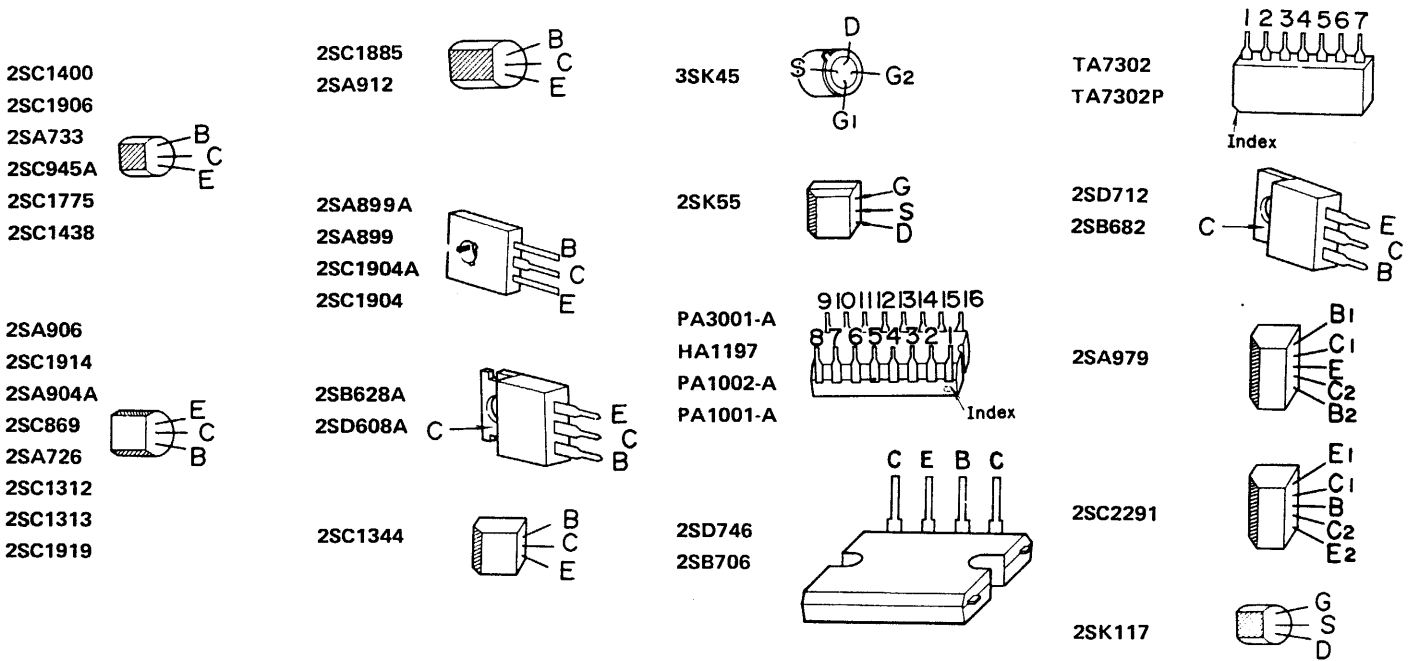 2SC1400
2SC1906
2SA733
2SC945A
2SC1775
2SC1438
B
C
E
2SA906
2SC1914
2SA904A
2SC869
2SA726
2SC1312
2SC1313
2SC1919
E
C
B
2SC1885
2SA912
B
C
E
2SA899A
2SA899
2SC1904A
2SC1904
B
C
E
2SB628A
2SD608A
C
E
C
B
2SC1344
B
C
E
3SK45
D
S
G2
G1
2SK55
G
S
D
PA3001-A
HA1197
PA1002-A
PA1001-A
9 10 11 12 13 14 15 16
8 7 6 5 4 3 2 1
Index
2SD746
2SB706
C E B C
TA7302
TA7302P
1 2 3 4 5 6 7
Index
2SD712
2SB682
C
E
C
B
2SA979
B1
C1
E
C2
B2
2SC2291
E1
C1
B
C2
E2
2SK117
G
S
D